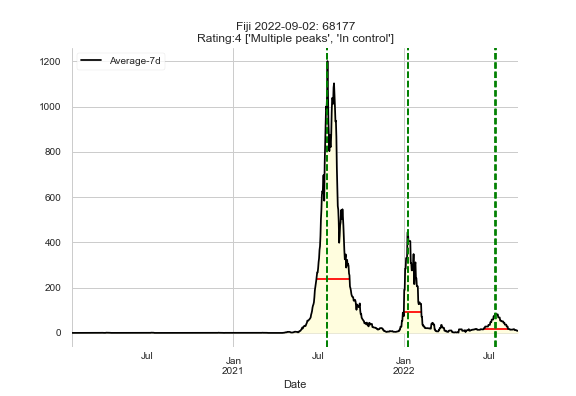 Fiji 2022-09-02: 68177
Rating:4 ['Multiple peaks', 'In control']
Average-7d
1200
1000
800
600
400
200
0
Jul
Jan
2021
Jul
Jan
2022
Jul
Date